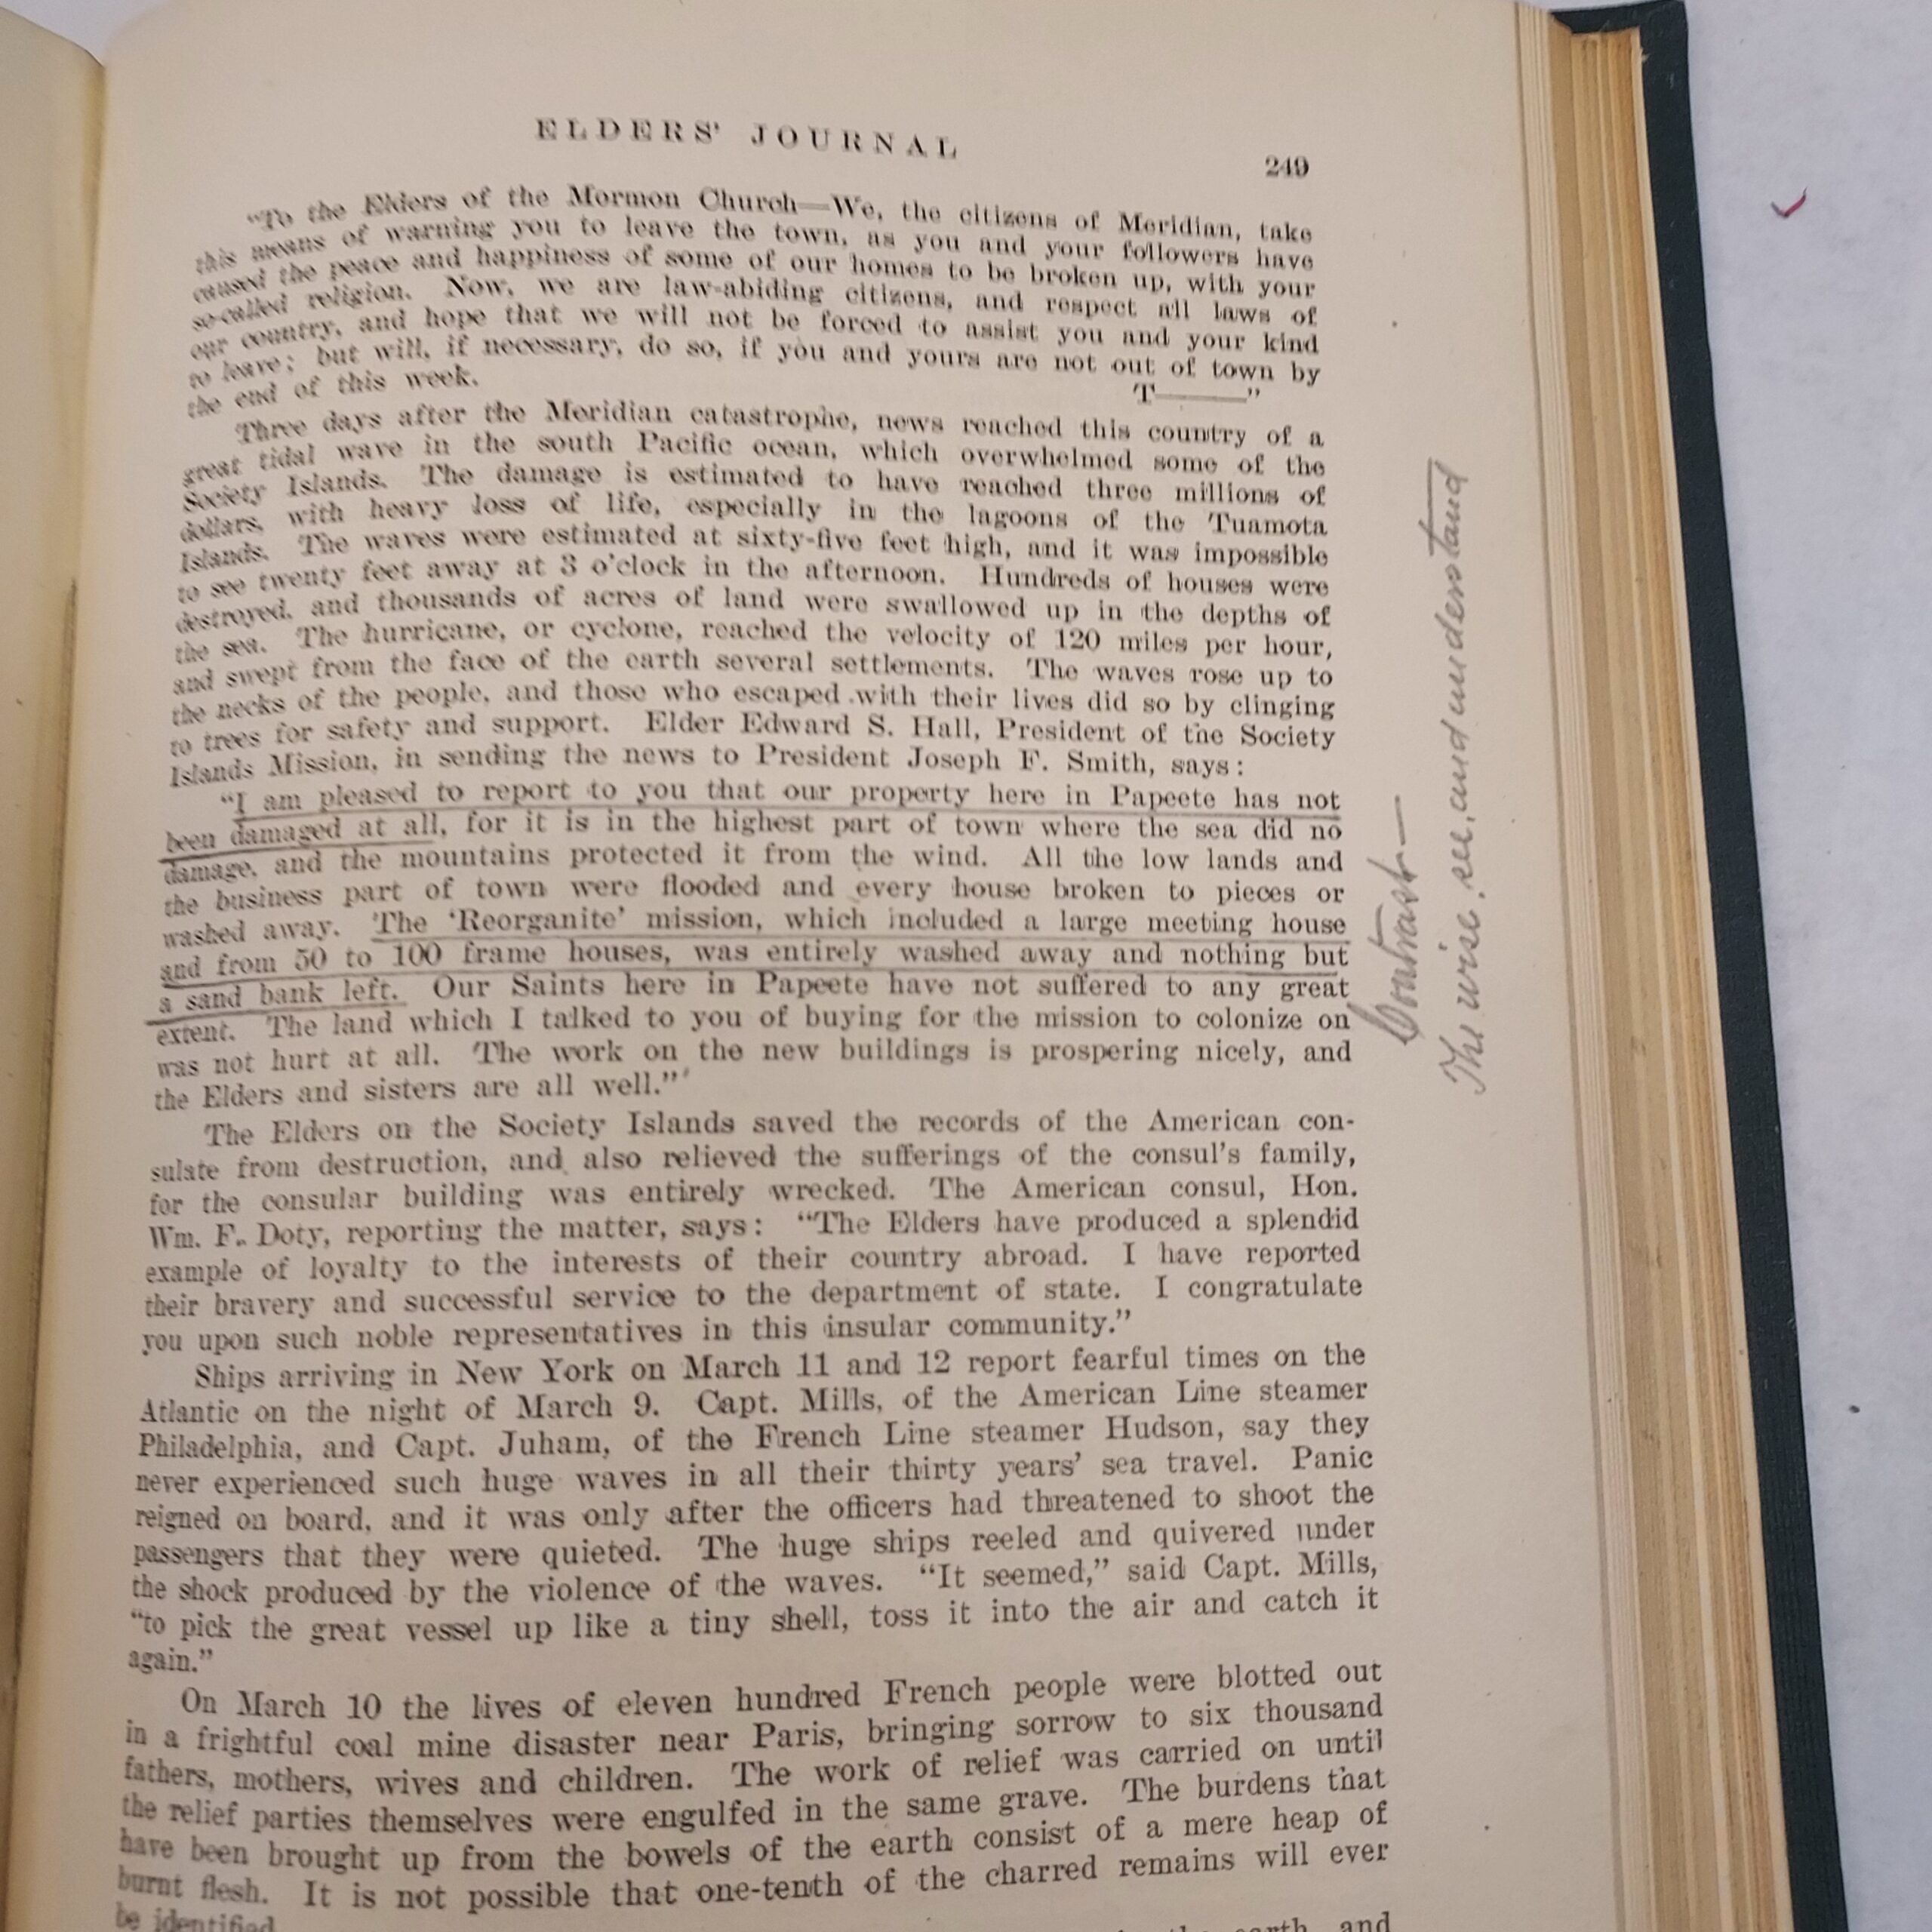 ELDERS' JOURNAL
249
"To the Elders of the Mormon Church—We, the citizens of Meridian, take
this means of warning you to leave the town, as you and your followers have
caused the peace and happiness of some of our homes to be broken up, with your
so-called religion. Now, we are law-abiding citizens, and respect all laws of
our country, and hope that we will not be forced to assist you and your kind
to leave; but will, if necessary, do so, if you and yours are not out of town by
the end of this week.
T———"
Three days after the Meridian catastrophe, news reached this country of a
great tidal wave in the south Pacific ocean, which overwhelmed some of the
Society Islands. The damage is estimated to have reached three millions of
dollars, with heavy loss of life, especially in the lagoons of the Tuamota
Islands. The waves were estimated at sixty-five feet high, and it was impossible
to see twenty feet away at 3 o'clock in the afternoon. Hundreds of houses were
destroyed, and thousands of acres of land were swallowed up in the depths of
the sea. The hurricane, or cyclone, reached the velocity of 120 miles per hour,
and swept from the face of the earth several settlements. The waves rose up to
the necks of the people, and those who escaped with their lives did so by clinging
to trees for safety and support. Elder Edward S. Hall, President of the Society
Islands Mission, in sending the news to President Joseph F. Smith, says:
"I am pleased to report to you that our property here in Papeete has not
been damaged at all, for it is in the highest part of town where the sea did no
damage, and the mountains protected it from the wind. All the low lands and
the business part of town were flooded and every house broken to pieces or
washed away. The 'Reorganite' mission, which included a large meeting house
and from 50 to 100 frame houses, was entirely washed away and nothing but
a sand bank left. Our Saints here in Papeete have not suffered to any great
extent. The land which I talked to you of buying for the mission to colonize on
was not hurt at all. The work on the new buildings is prospering nicely, and
the Elders and sisters are all well."
The Elders on the Society Islands saved the records of the American con-
sulate from destruction, and also relieved the sufferings of the consul's family,
for the consular building was entirely wrecked. The American consul, Hon.
Wm. F. Doty, reporting the matter, says: "The Elders have produced a splendid
example of loyalty to the interests of their country abroad. I have reported
their bravery and successful service to the department of state. I congratulate
you upon such noble representatives in this insular community."
Ships arriving in New York on March 11 and 12 report fearful times on the
Atlantic on the night of March 9. Capt. Mills, of the American Line steamer
Philadelphia, and Capt. Juham, of the French Line steamer Hudson, say they
never experienced such huge waves in all their thirty years' sea travel. Panic
reigned on board, and it was only after the officers had threatened to shoot the
passengers that they were quieted. The huge ships reeled and quivered under
the shock produced by the violence of the waves. "It seemed," said Capt. Mills,
"to pick the great vessel up like a tiny shell, toss it into the air and catch it
again."
On March 10 the lives of eleven hundred French people were blotted out
in a frightful coal mine disaster near Paris, bringing sorrow to six thousand
fathers, mothers, wives and children. The work of relief was carried on until
the relief parties themselves were engulfed in the same grave. The burdens that
have been brought up from the bowels of the earth consist of a mere heap of
burnt flesh. It is not possible that one-tenth of the charred remains will ever
be identified
earth and
Contrast—
The wise. see, and understand